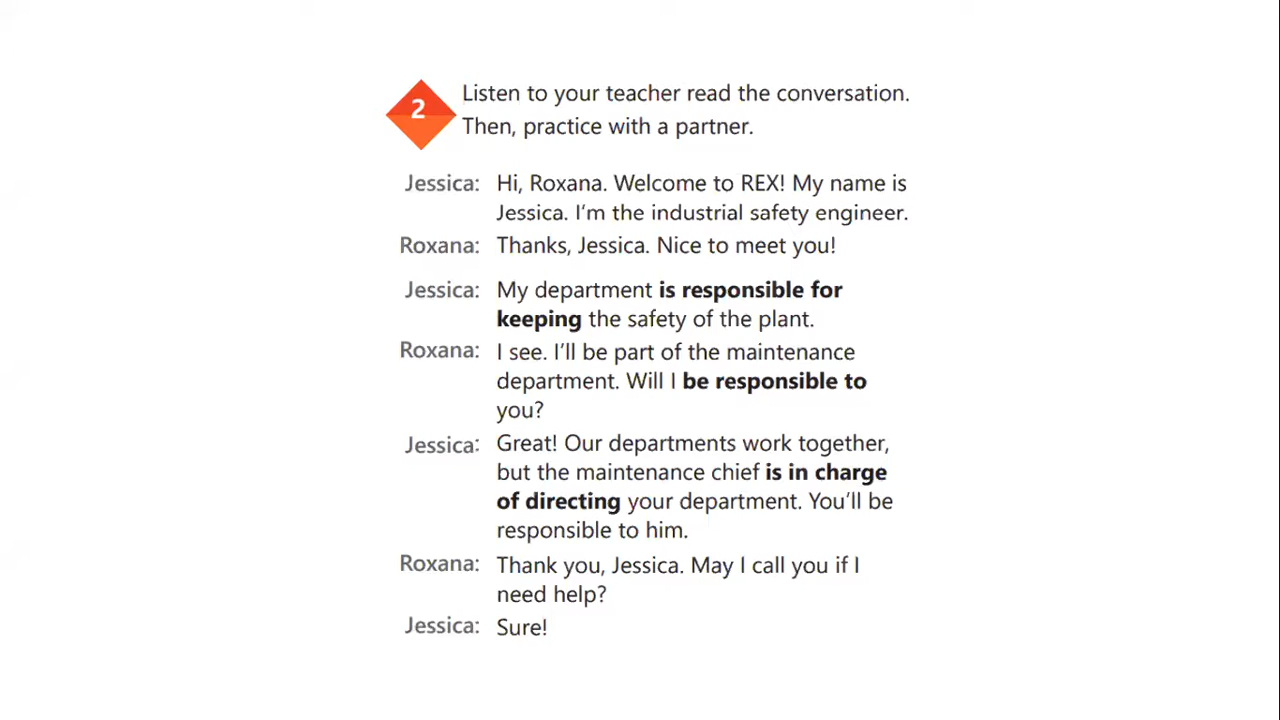 2
Listen to your teacher read the conversation.
Then, practice with a partner.
Jessica: Hi, Roxana. Welcome to REX! My name is
Jessica. I'm the industrial safety engineer.
Roxana: Thanks, Jessica. Nice to meet you!
Jessica: My department is responsible for
keeping the safety of the plant.
Roxana: I see. I'll be part of the maintenance
department. Will I be responsible to
you?
Jessica: Great! Our departments work together,
but the maintenance chief is in charge
of directing your department. You'll be
responsible to him.
Roxana: Thank you, Jessica. May I call you if I
need help?
Jessica: Sure!